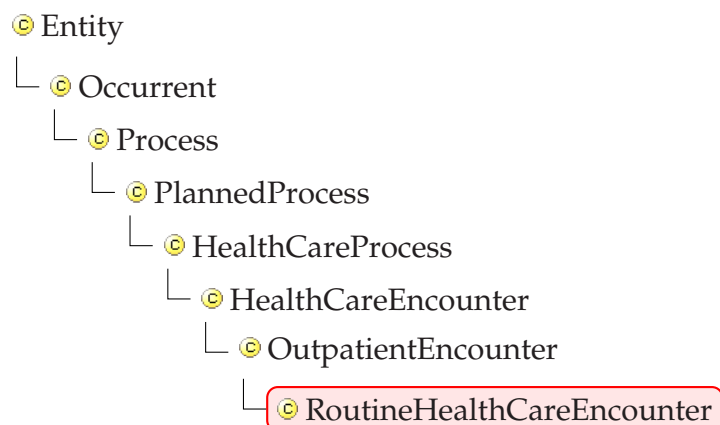 C Entity
C Occurrent
C Process
C PlannedProcess
C HealthCareProcess
C HealthCareEncounter
C OutpatientEncounter
C RoutineHealthCareEncounter